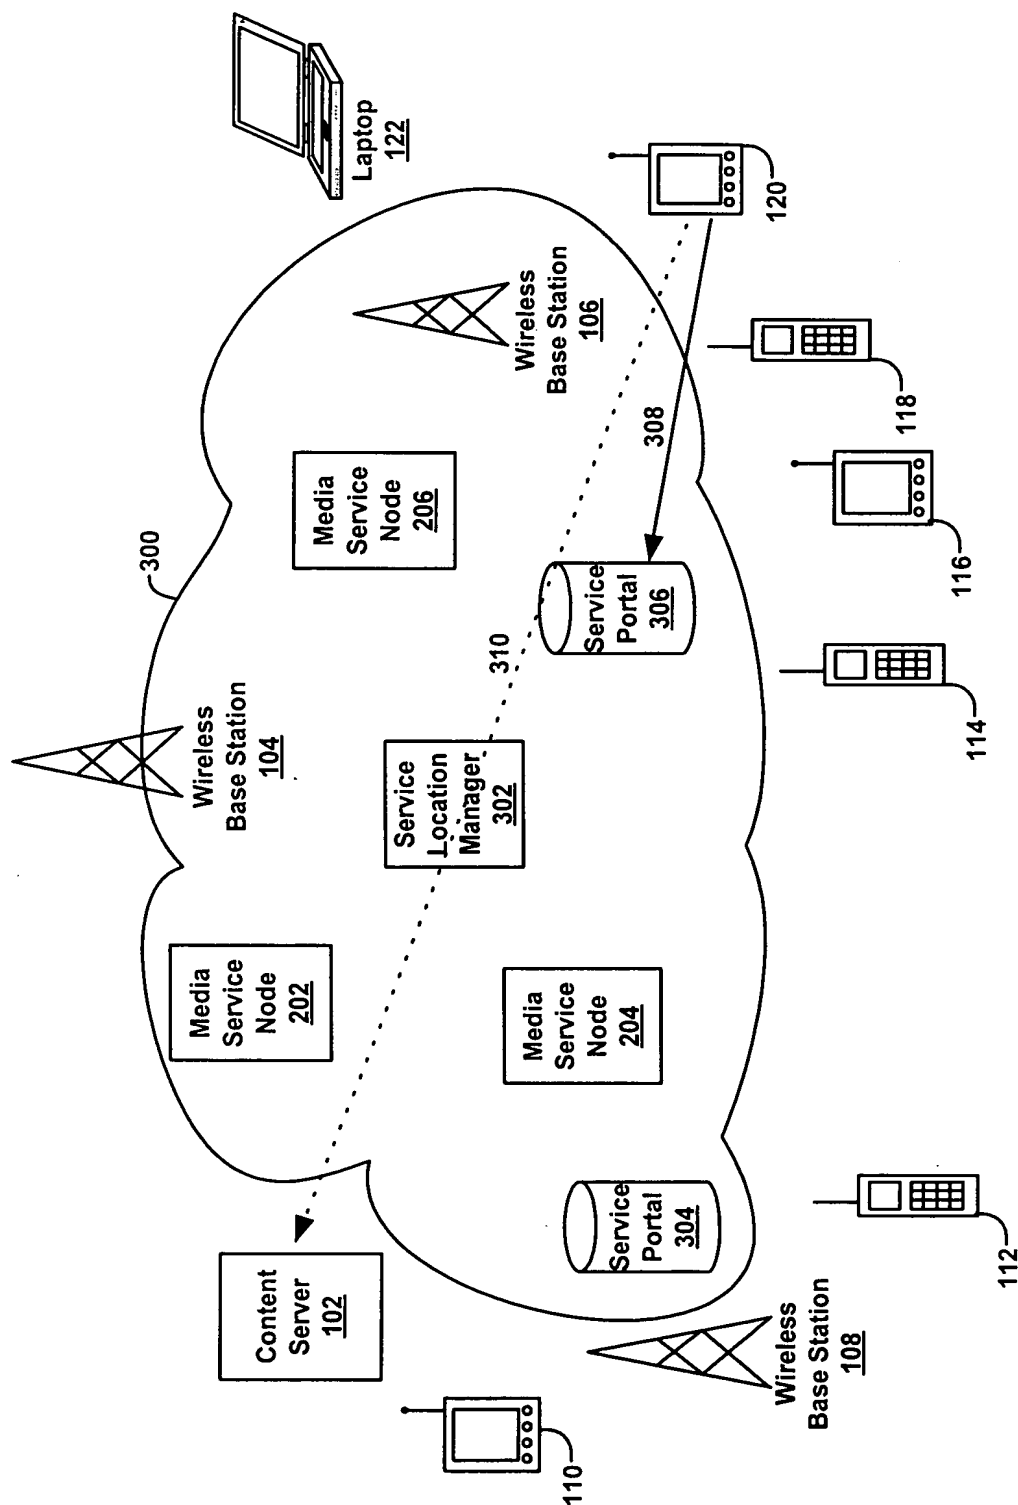 300
Wireless
Base Station
104
Media
Service
Node
202
Content
Server
102
Laptop
122
Media
Service
Node
206
Service
Location
Manager
302
310
Wireless
Base Station
106
Media
Service
Node
204
110
Service
Portal
304
Service
Portal
306
308
120
Wireless
Base Station
108
118
116
114
112